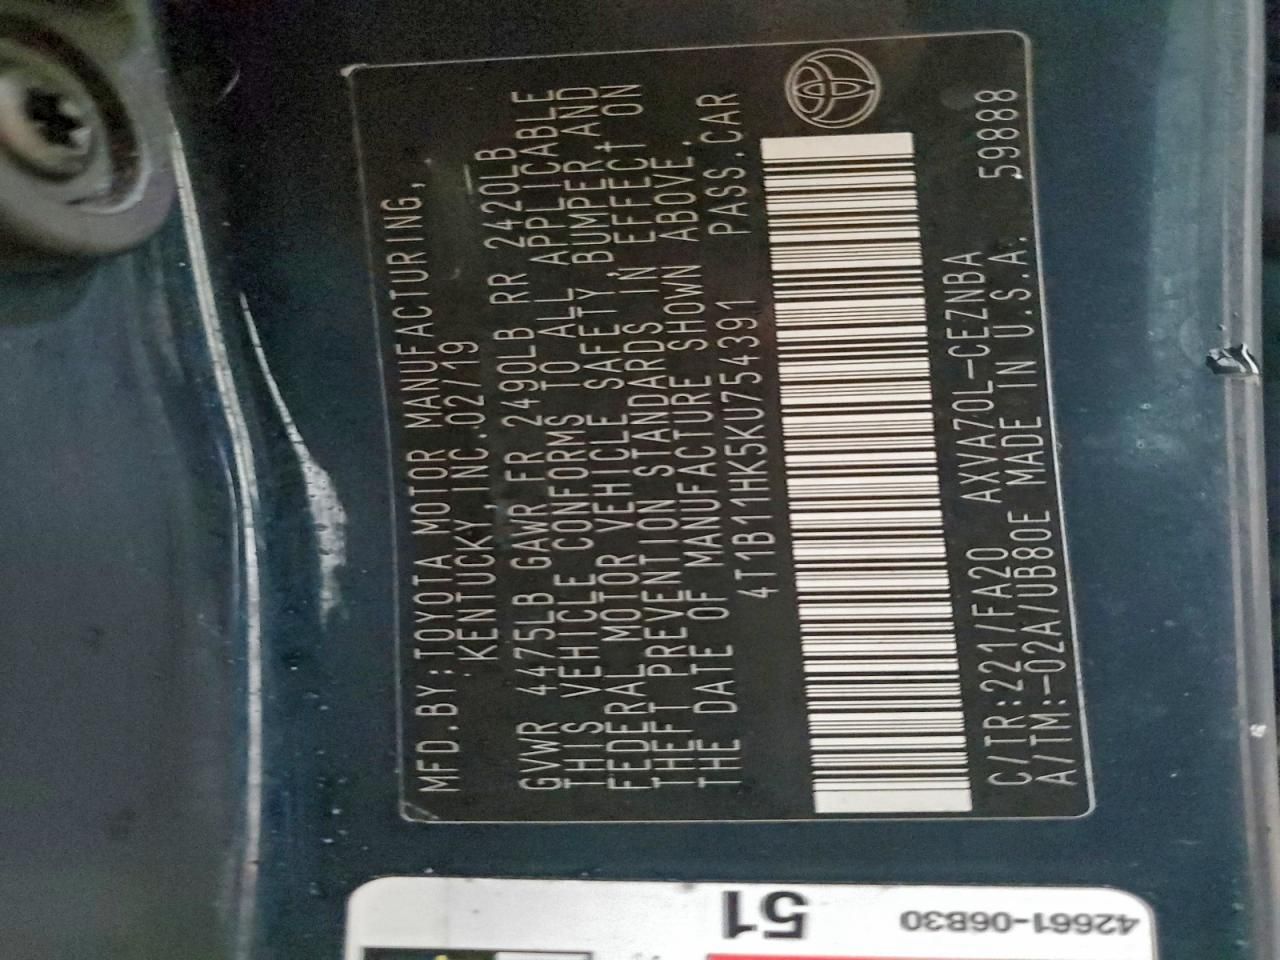 MFD.BY:TOYOTA MOTOR MANUFACTURING,
KENTUCKY,INC.02/19
GVWR 4475LB GAWR FR 2490LB RR 2420LB
THIS VEHICLE CONFORMS TO ALL APPLICABLE
FEDERAL MOTOR VEHICLE SAFETY, BUMPER, AND
THEFT PREVENTION STANDARDS IN EFFECT ON
THE DATE OF MANUFACTURE SHOWN ABOVE.
4T1B11HK5KU754391 PASS.CAR
C/TR:221/FA20 AXVA70L-CEZNBA
A/TM:-02A/UB80E MADE IN U.S.A. 59888
51
42661-06B30